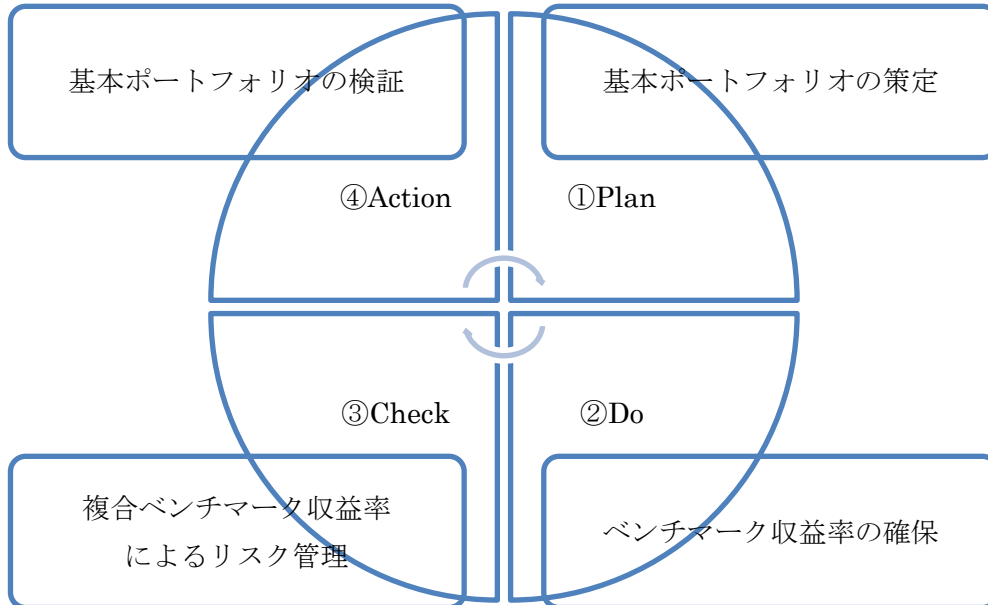 基本ポートフォリオの検証
基本ポートフォリオの策定
④Action
①Plan
③Check
②Do
複合ベンチマーク収益率
によるリスク管理
ベンチマーク収益率の確保